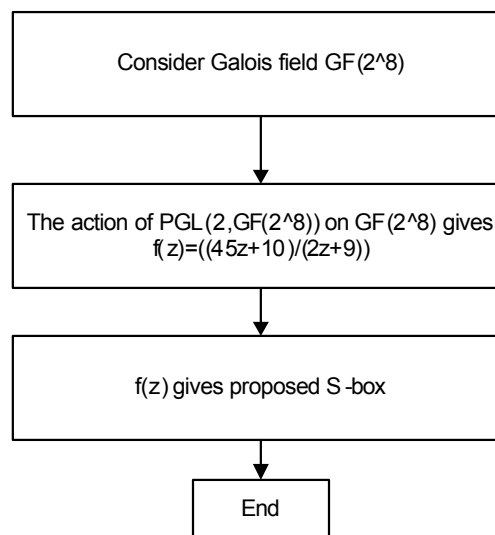 Consider Galois field GF(2^8)
The action of PGL(2,GF(2^8)) on GF(2^8) gives
f(z)=((45z+10)/(2z+9))
f(z) gives proposed S-box
End